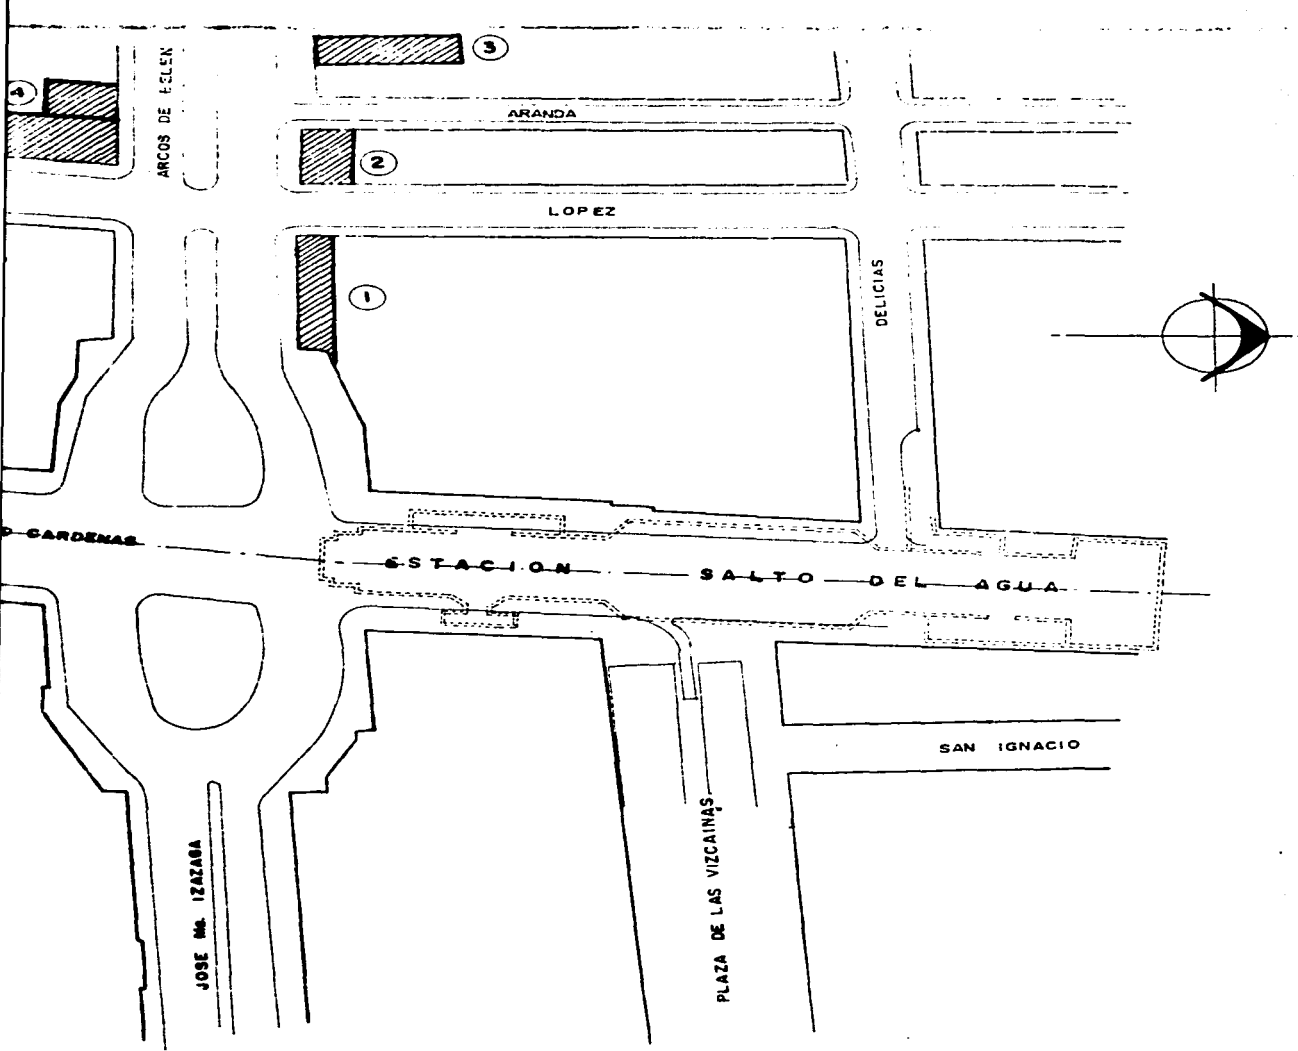 3
4
ARCOS DE BELEN
ARANDA
2
LOPEZ
1
DELICIAS
CARDENAS
ESTACION SALTO DEL AGUA
SAN IGNACIO
JOSE Ma. IZAZAGA
PLAZA DE LAS VIZCAINAS